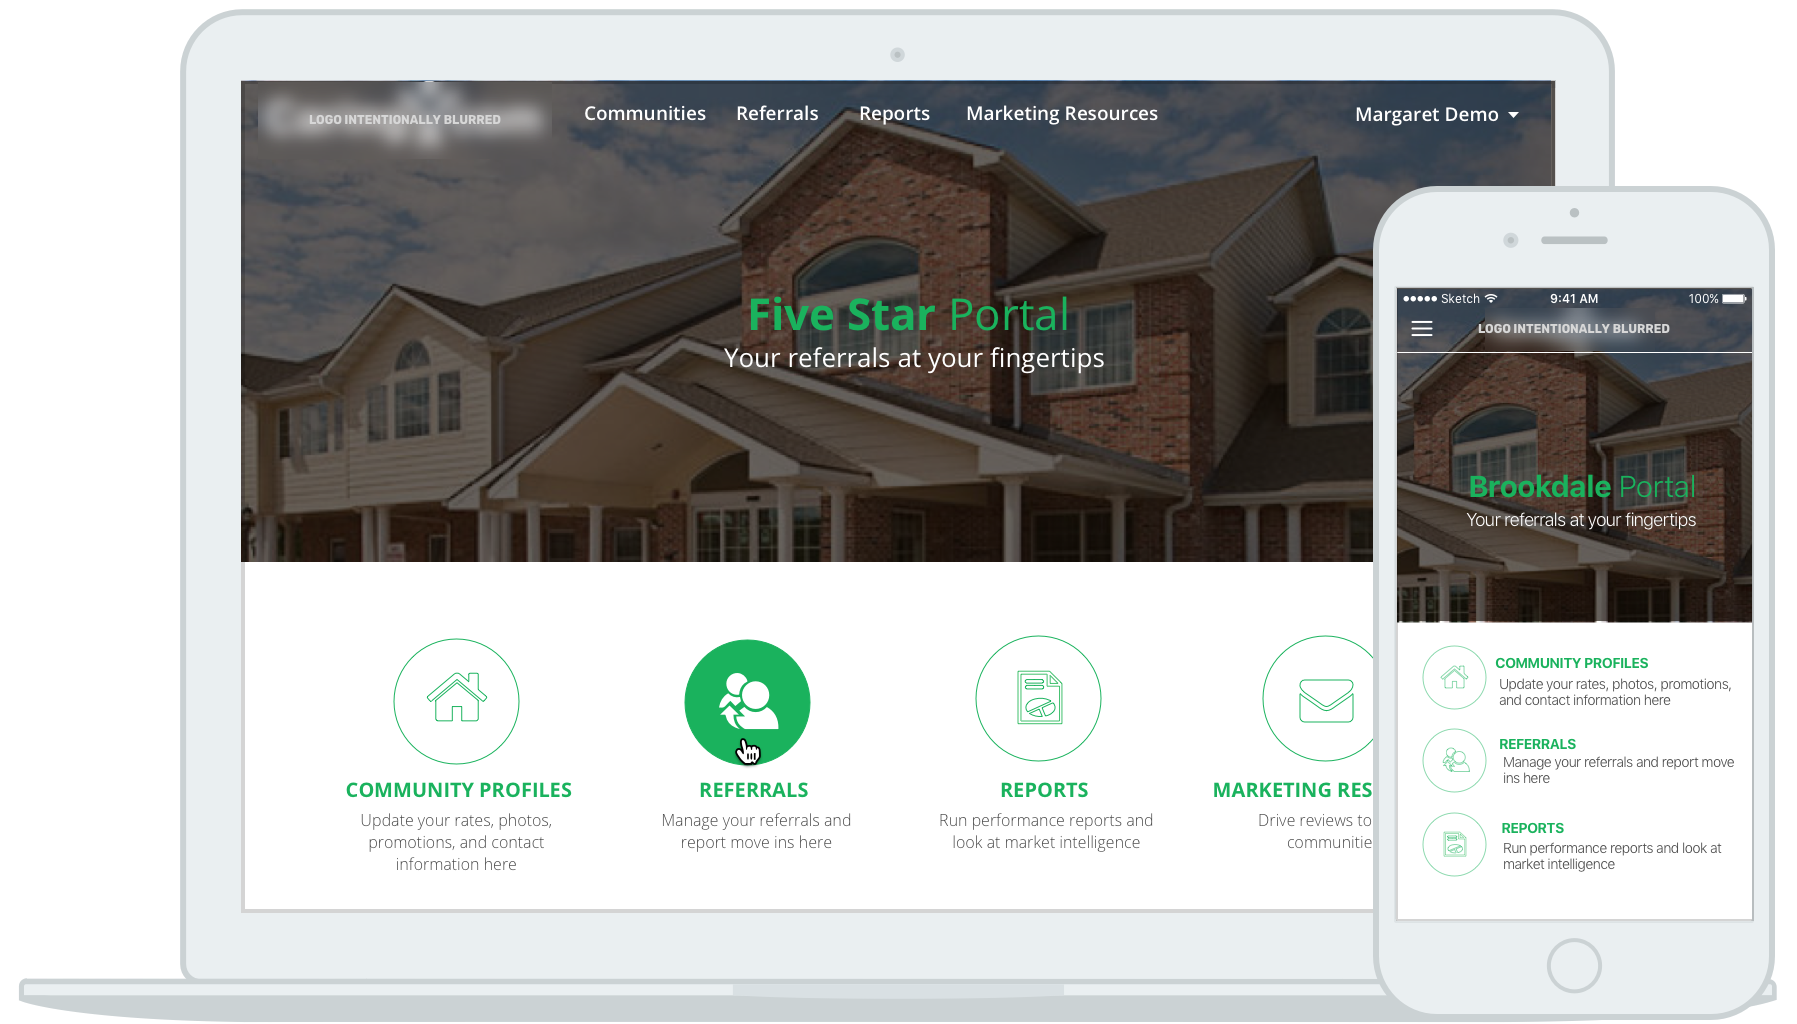 LOGO INTENTIONALLY BLURRED
Communities Referrals Reports Marketing Resources Margaret Demo
Five Star Portal
Your referrals at your fingertips
COMMUNITY PROFILES
Update your rates, photos,
promotions, and contact
information here
REFERRALS
Manage your referrals and
report move ins here
REPORTS
Run performance reports and
look at market intelligence
MARKETING RES
Drive reviews to
communitie
Sketch 9:41 AM 100%
LOGO INTENTIONALLY BLURRED
Brookdale Portal
Your referrals at your fingertips
COMMUNITY PROFILES
Update your rates, photos, promotions,
and contact information here
REFERRALS
Manage your referrals and report move
ins here
REPORTS
Run performance reports and look at
market intelligence